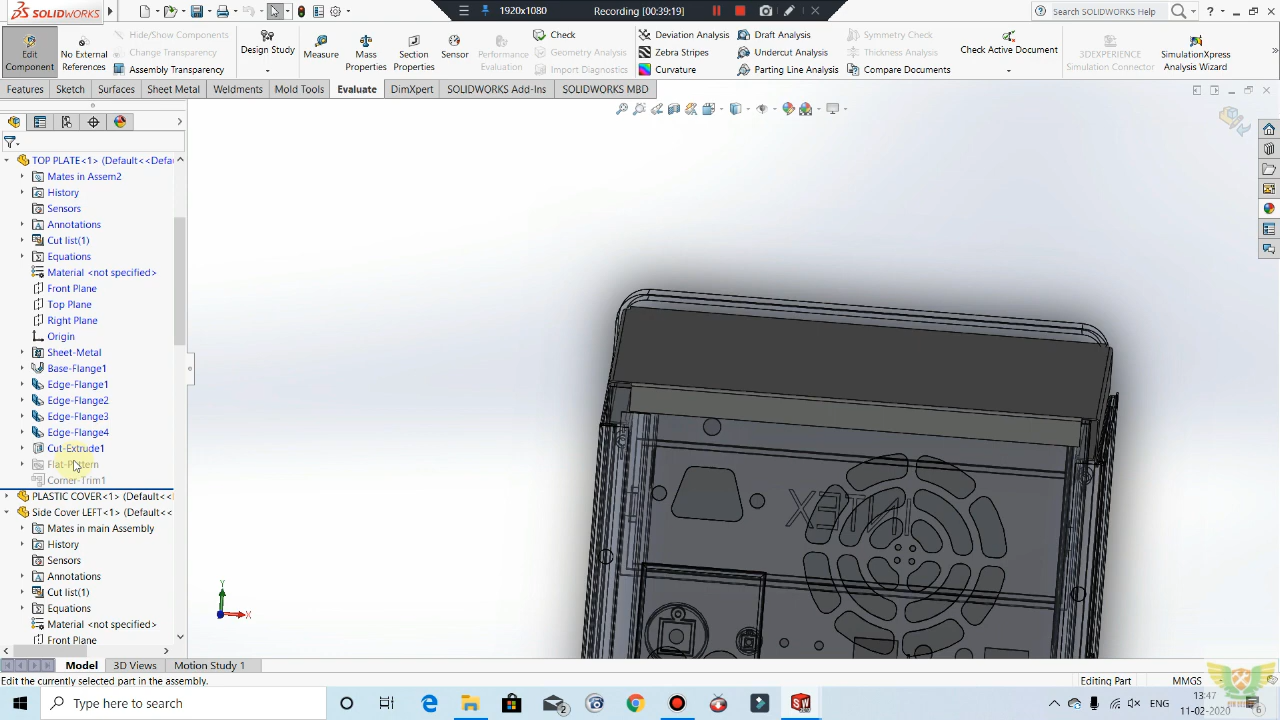 SOLIDWORKS
1920x1080
Recording [00:39:19]
Search SOLIDWORKS Help
Edit Component
No External References
Hide/Show Components
Change Transparency
Assembly Transparency
Design Study
Measure
Mass Properties
Section Properties
Sensor
Performance Evaluation
Check
Geometry Analysis
Import Diagnostics
Deviation Analysis
Zebra Stripes
Curvature
Draft Analysis
Undercut Analysis
Parting Line Analysis
Symmetry Check
Thickness Analysis
Compare Documents
Check Active Document
3DEXPERIENCE Simulation Connector
SimulationXpress Analysis Wizard
Features
Sketch
Surfaces
Sheet Metal
Weldments
Mold Tools
Evaluate
DimXpert
SOLIDWORKS Add-Ins
SOLIDWORKS MBD
TOP PLATE<1> (Default<<Defa
Mates in Assem2
History
Sensors
Annotations
Cut list(1)
Equations
Material <not specified>
Front Plane
Top Plane
Right Plane
Origin
Sheet-Metal
Base-Flange1
Edge-Flange1
Edge-Flange2
Edge-Flange3
Edge-Flange4
Cut-Extrude1
Flat-Pattern
Corner-Trim1
PLASTIC COVER<1> (Default<<
Side Cover LEFT<1> (Default<<
Mates in main Assembly
History
Sensors
Annotations
Cut list(1)
Equations
Material <not specified>
Front Plane
INTEX
Y
X
Model
3D Views
Motion Study 1
Edit the currently selected part in the assembly.
Editing Part
MMGS
Type here to search
2
SW
ENG
13:47
11-02-2020
6